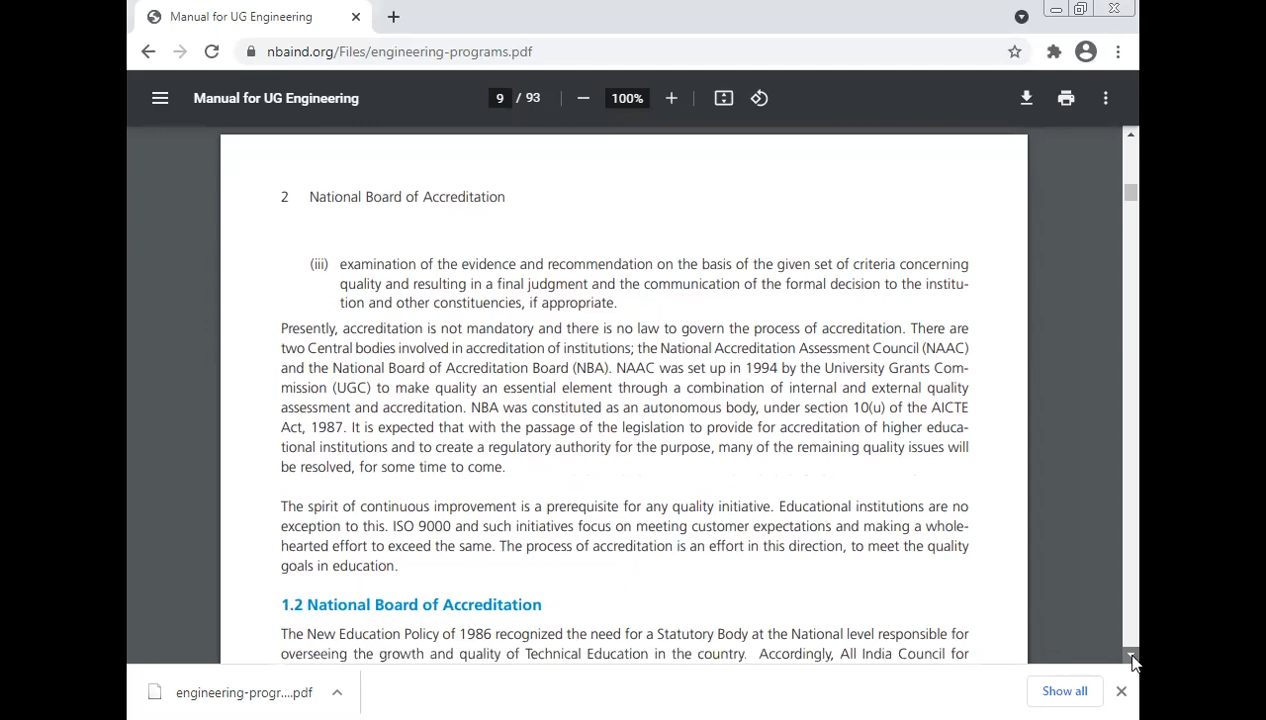 Manual for UG Engineering
nbaind.org/Files/engineering-programs.pdf
Manual for UG Engineering
9 / 93
100%
2 National Board of Accreditation
(iii) examination of the evidence and recommendation on the basis of the given set of criteria concerning
quality and resulting in a final judgment and the communication of the formal decision to the institu-
tion and other constituencies, if appropriate.
Presently, accreditation is not mandatory and there is no law to govern the process of accreditation. There are
two Central bodies involved in accreditation of institutions; the National Accreditation Assessment Council (NAAC)
and the National Board of Accreditation Board (NBA). NAAC was set up in 1994 by the University Grants Com-
mission (UGC) to make quality an essential element through a combination of internal and external quality
assessment and accreditation. NBA was constituted as an autonomous body, under section 10(u) of the AICTE
Act, 1987. It is expected that with the passage of the legislation to provide for accreditation of higher educa-
tional institutions and to create a regulatory authority for the purpose, many of the remaining quality issues will
be resolved, for some time to come.
The spirit of continuous improvement is a prerequisite for any quality initiative. Educational institutions are no
exception to this. ISO 9000 and such initiatives focus on meeting customer expectations and making a whole-
hearted effort to exceed the same. The process of accreditation is an effort in this direction, to meet the quality
goals in education.
1.2 National Board of Accreditation
The New Education Policy of 1986 recognized the need for a Statutory Body at the National level responsible for
overseeing the growth and quality of Technical Education in the country. Accordingly, All India Council for
engineering-progr....pdf
Show all